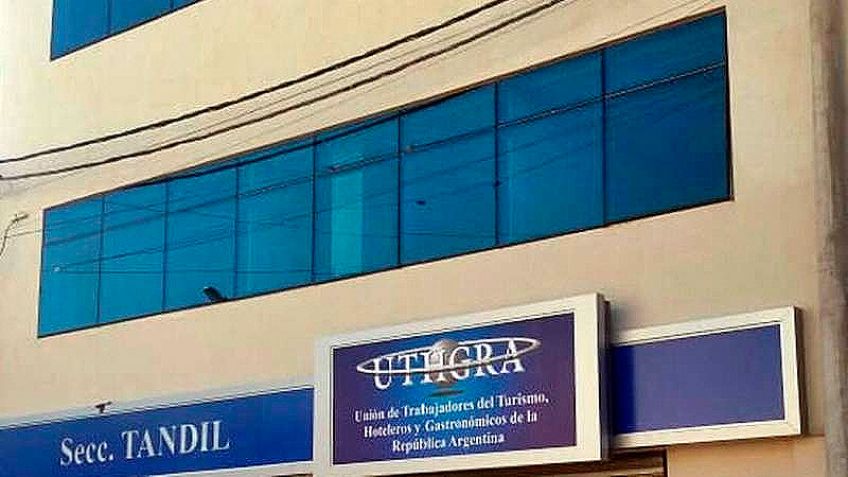 Secc. TANDIL
UTHGRA
Unión de Trabajadores del Turismo,
Hoteleros y Gastronómicos de la
República Argentina